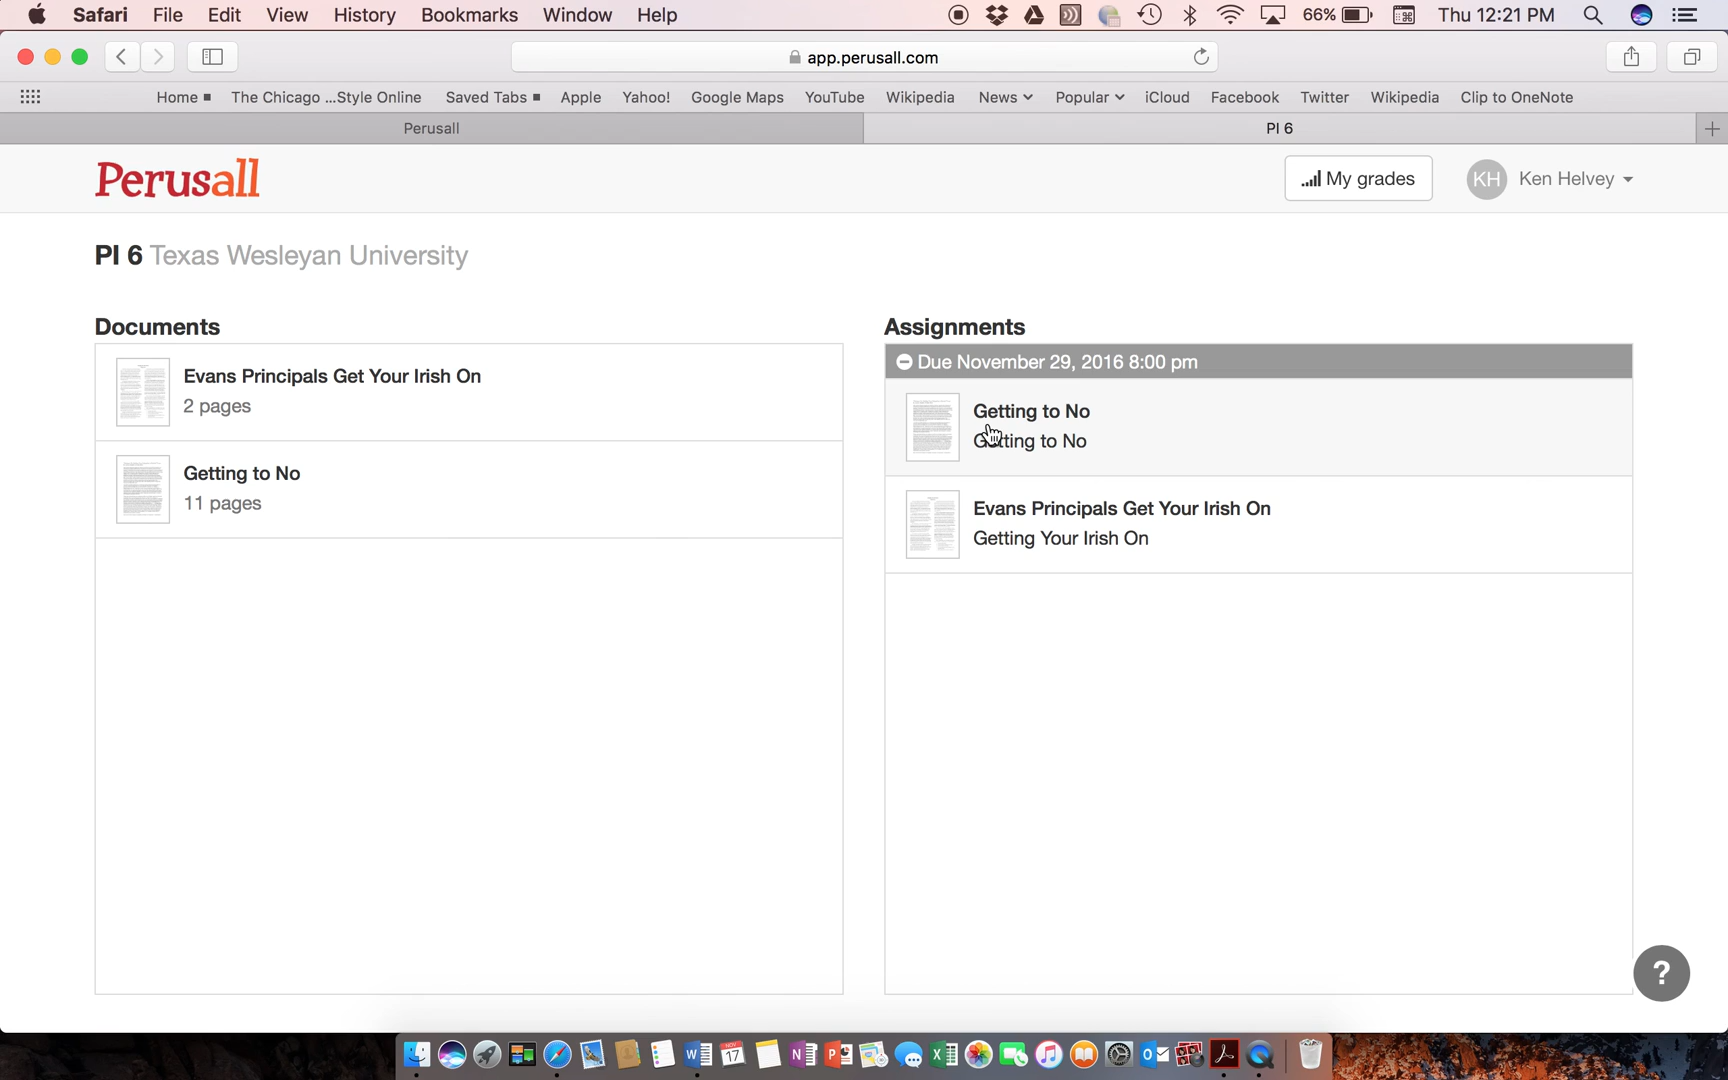 Safari File Edit View History Bookmarks Window Help 66% Thu 12:21 PM
app.perusall.com
Home The Chicago ...Style Online Saved Tabs Apple Yahoo! Google Maps YouTube Wikipedia News Popular iCloud Facebook Twitter Wikipedia Clip to OneNote
Perusall PI 6
Perusall My grades KH Ken Helvey
PI 6 Texas Wesleyan University
Documents
Evans Principals Get Your Irish On
2 pages
Getting to No
11 pages
Assignments
Due November 29, 2016 8:00 pm
Getting to No
Getting to No
Evans Principals Get Your Irish On
Getting Your Irish On
?
NOV
17